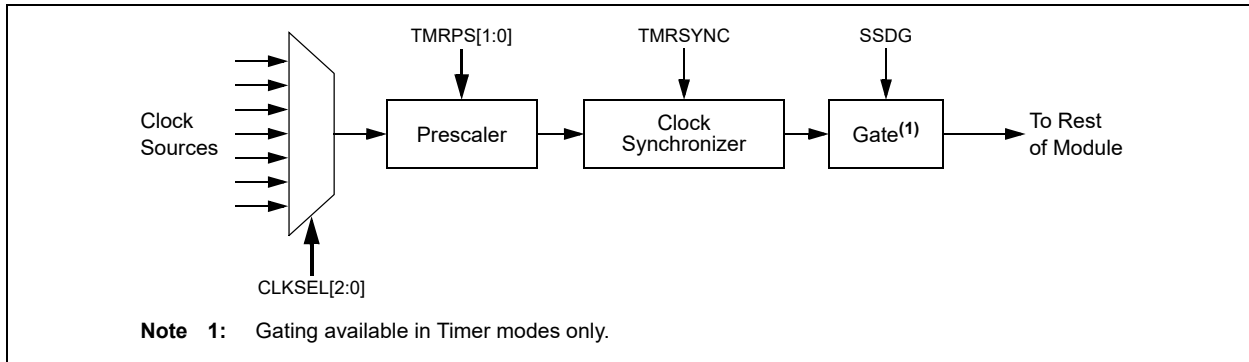 TMRPS[1:0]
TMRSYNC
SSDG
Clock
Sources
Prescaler
Clock
Synchronizer
Gate(1)
To Rest
of Module
CLKSEL[2:0]
Note 1: Gating available in Timer modes only.